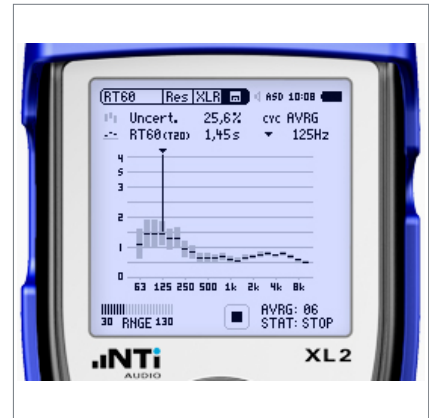 RT60 Res XLR ASD 10:08
Uncert. 25,6% cyc AVRG
RT60(T20) 1,45s 125Hz
4
s
3
2
1
0
63 125 250 500 1k 2k 4k 8k
30 RNGE 130 AVRG: 06
STAT: STOP
NTi XL2
AUDIO